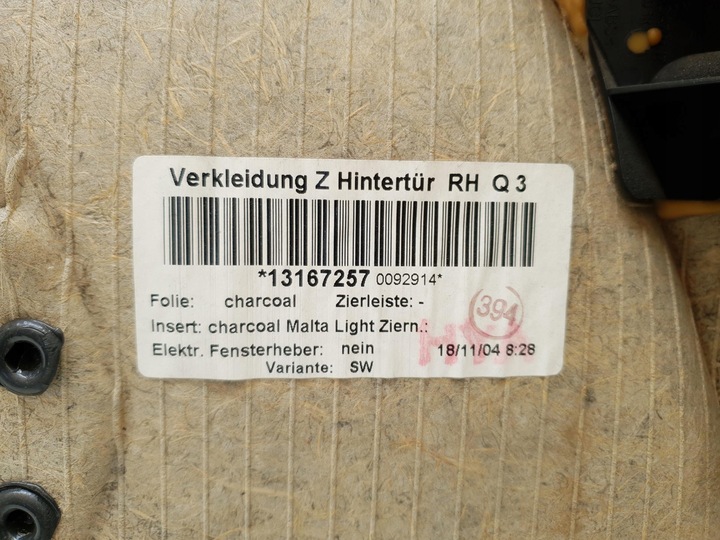 Verkleidung Z Hintertür RH Q 3
*13167257 0092914*
Folie: charcoal Zierleiste: -
394
Insert: charcoal Malta Light Ziern.:
Elektr. Fensterheber: nein 18/11/04 8:28
Variante: SW